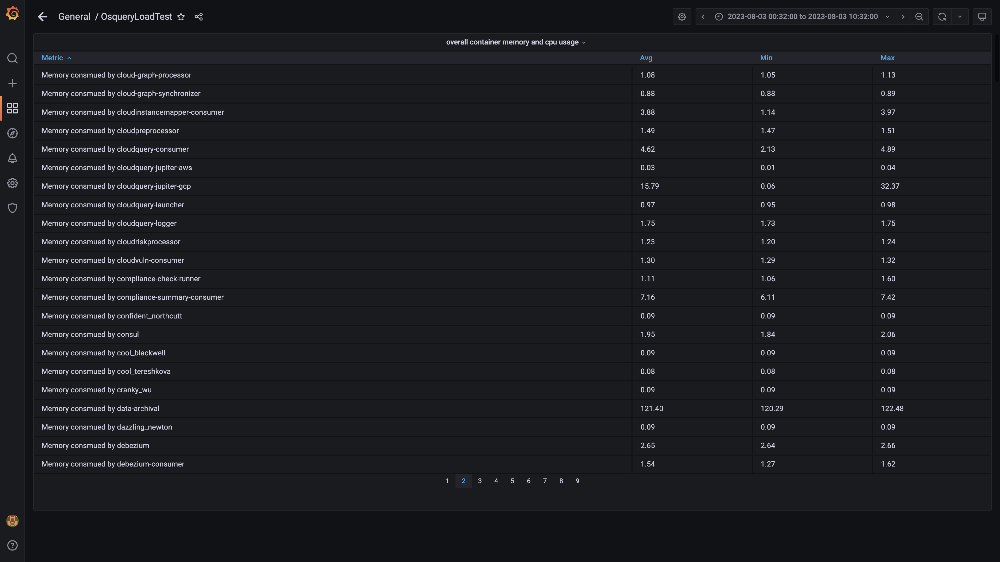 General / OsqueryLoadTest
2023-08-03 00:32:00 to 2023-08-03 10:32:00
overall container memory and cpu usage
Metric Avg Min Max
Memory consmued by cloud-graph-processor 1.08 1.05 1.13
Memory consmued by cloud-graph-synchronizer 0.88 0.88 0.89
Memory consmued by cloudinstancemapper-consumer 3.88 1.14 3.97
Memory consmued by cloudpreprocessor 1.49 1.47 1.51
Memory consmued by cloudquery-consumer 4.62 2.13 4.89
Memory consmued by cloudquery-jupiter-aws 0.03 0.01 0.04
Memory consmued by cloudquery-jupiter-gcp 15.79 0.06 32.37
Memory consmued by cloudquery-launcher 0.97 0.95 0.98
Memory consmued by cloudquery-logger 1.75 1.73 1.75
Memory consmued by cloudriskprocessor 1.23 1.20 1.24
Memory consmued by cloudvuln-consumer 1.30 1.29 1.32
Memory consmued by compliance-check-runner 1.11 1.06 1.60
Memory consmued by compliance-summary-consumer 7.16 6.11 7.42
Memory consmued by confident_northcutt 0.09 0.09 0.09
Memory consmued by consul 1.95 1.84 2.06
Memory consmued by cool_blackwell 0.09 0.09 0.09
Memory consmued by cool_tereshkova 0.08 0.08 0.08
Memory consmued by cranky_wu 0.09 0.09 0.09
Memory consmued by data-archival 121.40 120.29 122.48
Memory consmued by dazzling_newton 0.09 0.09 0.09
Memory consmued by debezium 2.65 2.64 2.66
Memory consmued by debezium-consumer 1.54 1.27 1.62
1 2 3 4 5 6 7 8 9